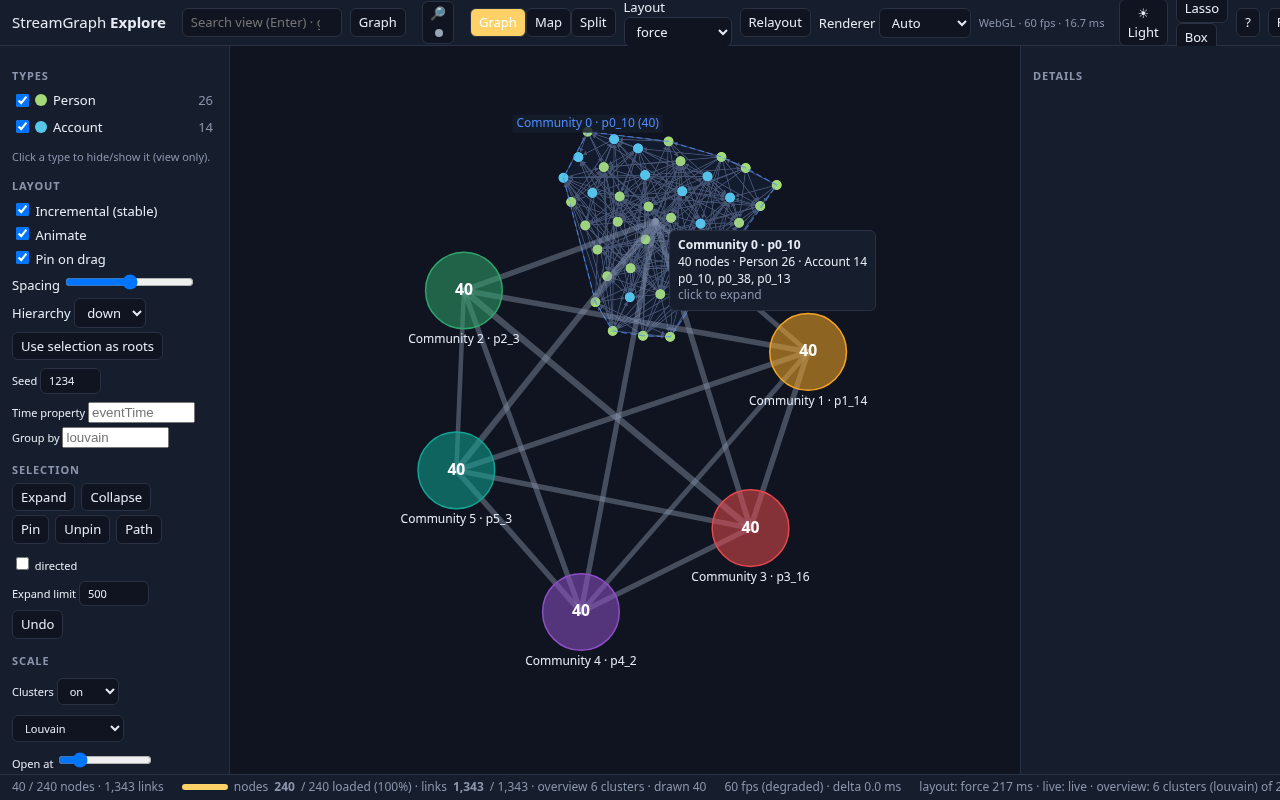 StreamGraph Explore
Search view (Enter) · 
Graph
Graph
Map
Split
Layout
force
Relayout
Renderer
Auto
WebGL · 60 fps · 16.7 ms
Light
Lasso
Box
?
TYPES
Person 26
Account 14
Click a type to hide/show it (view only).
LAYOUT
Incremental (stable)
Animate
Pin on drag
Spacing
Hierarchy down
Use selection as roots
Seed 1234
Time property eventTime
Group by louvain
SELECTION
Expand Collapse
Pin Unpin Path
directed
Expand limit 500
Undo
SCALE
Clusters on
Louvain
Open at
Community 0 · p0_10 (40)
Community 0 · p0_10
40 nodes · Person 26 · Account 14
p0_10, p0_38, p0_13
click to expand
40
Community 2 · p2_3
40
Community 1 · p1_14
40
Community 5 · p5_3
40
Community 3 · p3_16
40
Community 4 · p4_2
DETAILS
40 / 240 nodes · 1,343 links
nodes 240 / 240 loaded (100%) · links 1,343 / 1,343 · overview 6 clusters · drawn 40
60 fps (degraded) · delta 0.0 ms
layout: force 217 ms · live: live · overview: 6 clusters (louvain) of